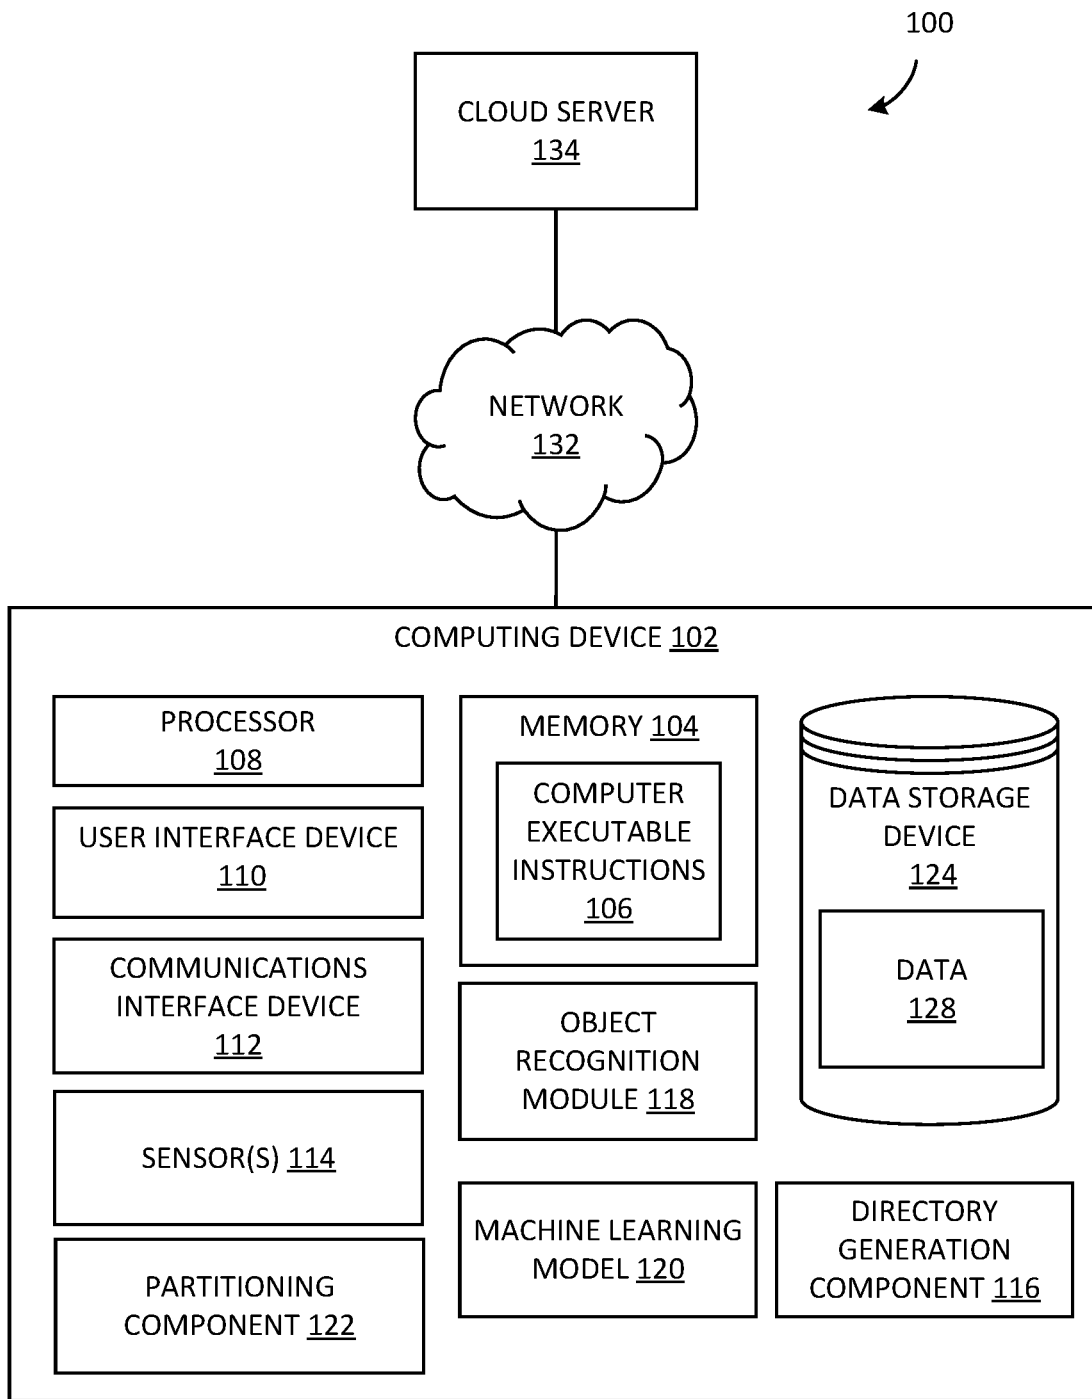 100
CLOUD SERVER
134
NETWORK
132
COMPUTING DEVICE 102
PROCESSOR
108
USER INTERFACE DEVICE
110
COMMUNICATIONS
INTERFACE DEVICE
112
SENSOR(S) 114
PARTITIONING
COMPONENT 122
MEMORY 104
COMPUTER
EXECUTABLE
INSTRUCTIONS
106
OBJECT
RECOGNITION
MODULE 118
MACHINE LEARNING
MODEL 120
DATA STORAGE
DEVICE
124
DATA
128
DIRECTORY
GENERATION
COMPONENT 116